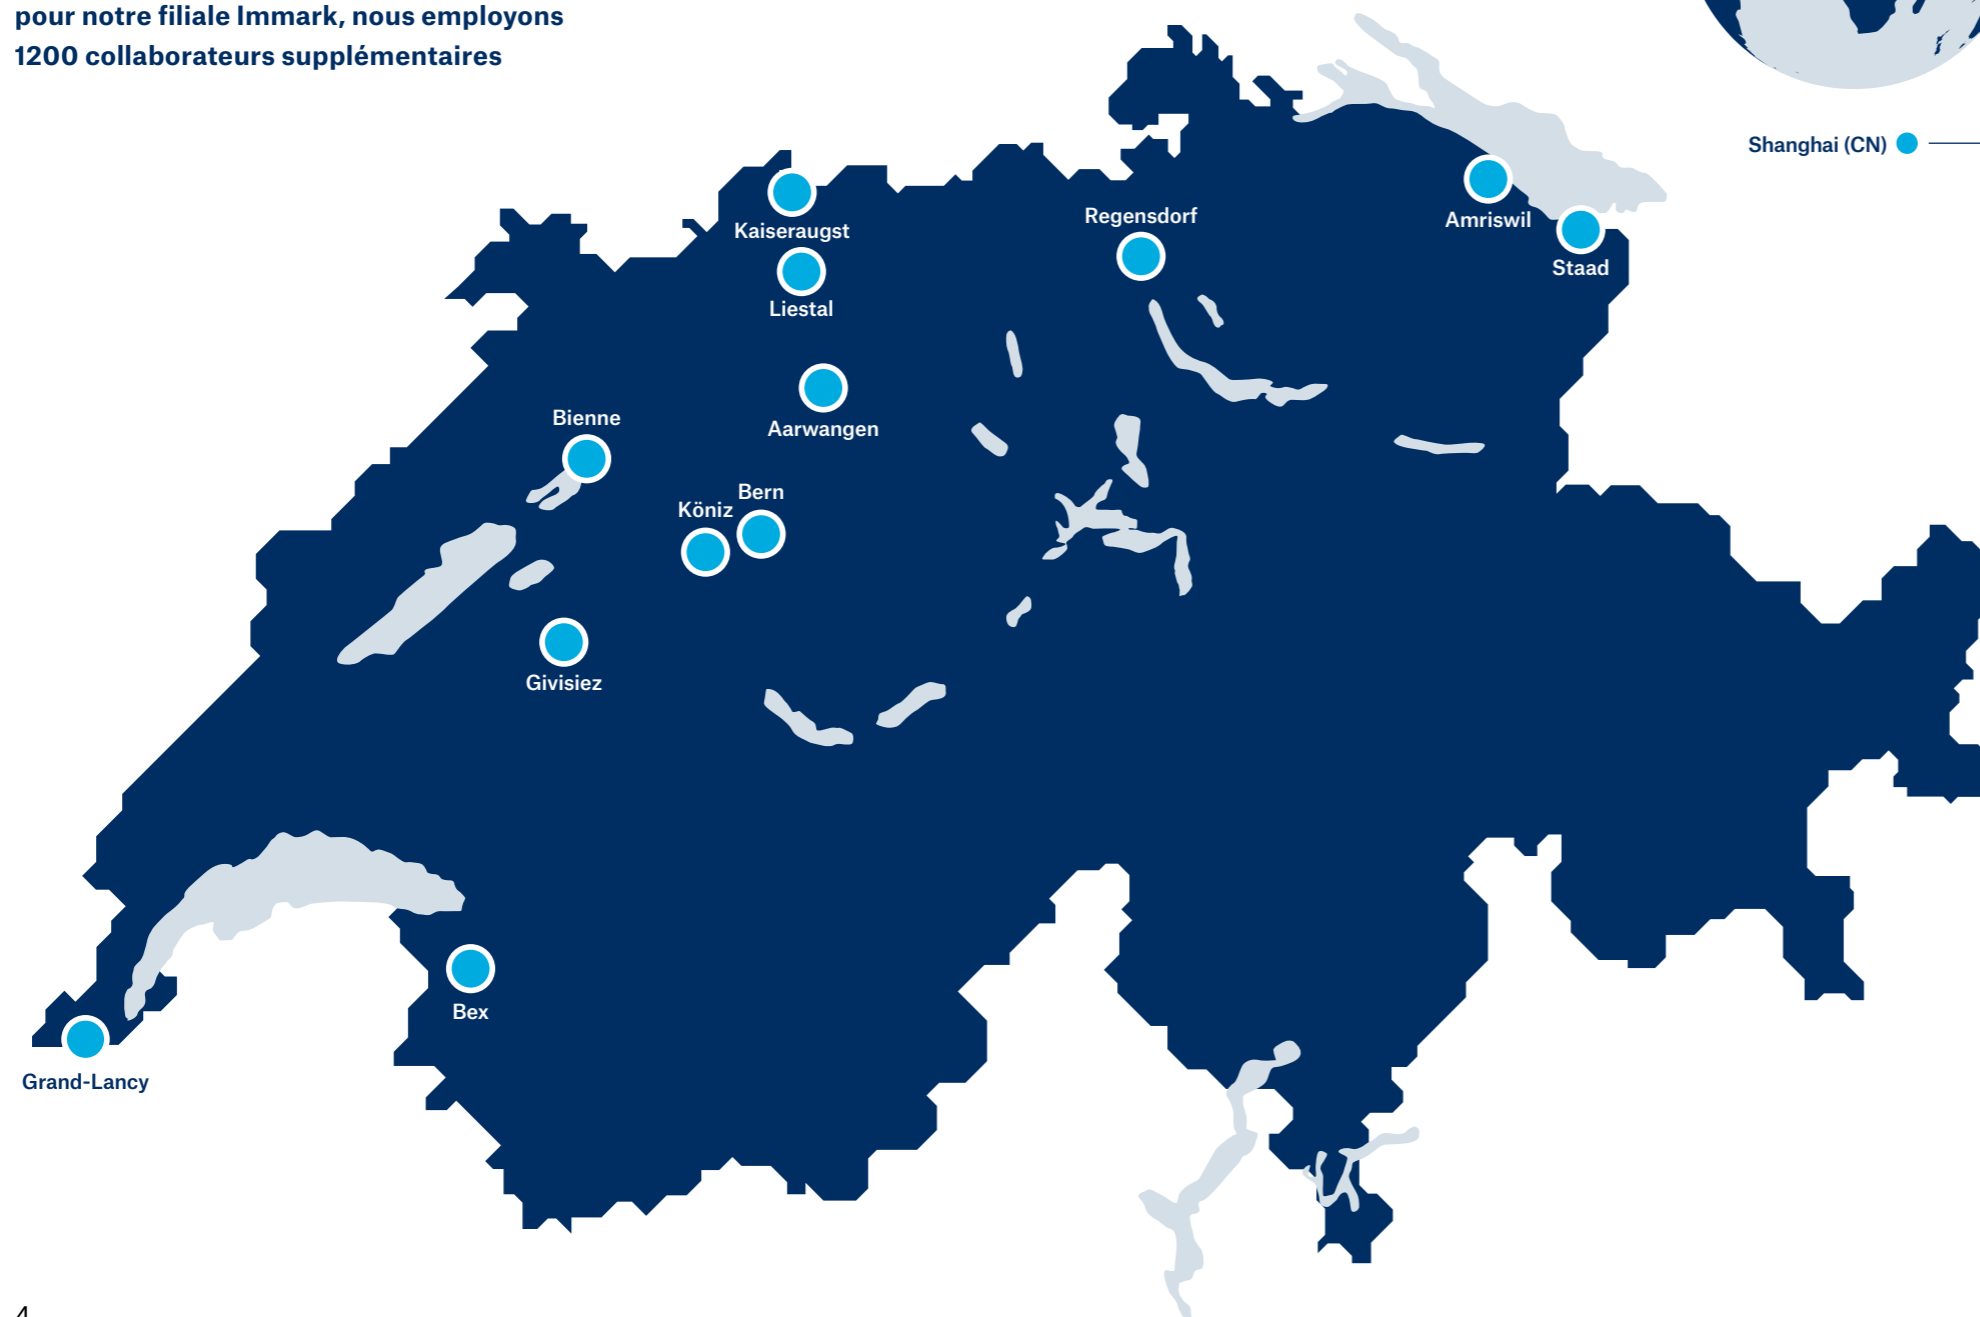 pour notre filiale Immark, nous employons
1200 collaborateurs supplémentaires
Shanghai (CN)
Kaiseraugst
Regensdorf
Amriswil
Staad
Liestal
Bienne
Aarwangen
Bern
Köniz
Givisiez
Bex
Grand-Lancy
4